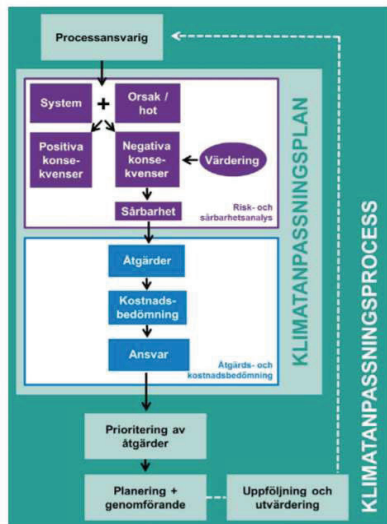 Processansvarig
System
+
Orsak /
hot
Positiva
konse-
kvenser
Negativa
konse-
kvenser
Värdering
Sårbarhet
Risk- och
sårbarhetsanalys
Åtgärder
Kostnads-
bedömning
Ansvar
Åtgärds- och
kostnadsbedömning
KLIMATANPASSNINGSPLAN
Prioritering av
åtgärder
Planering +
genomförande
Uppföljning och
utvärdering
KLIMATANPASSNINGSPROCESS